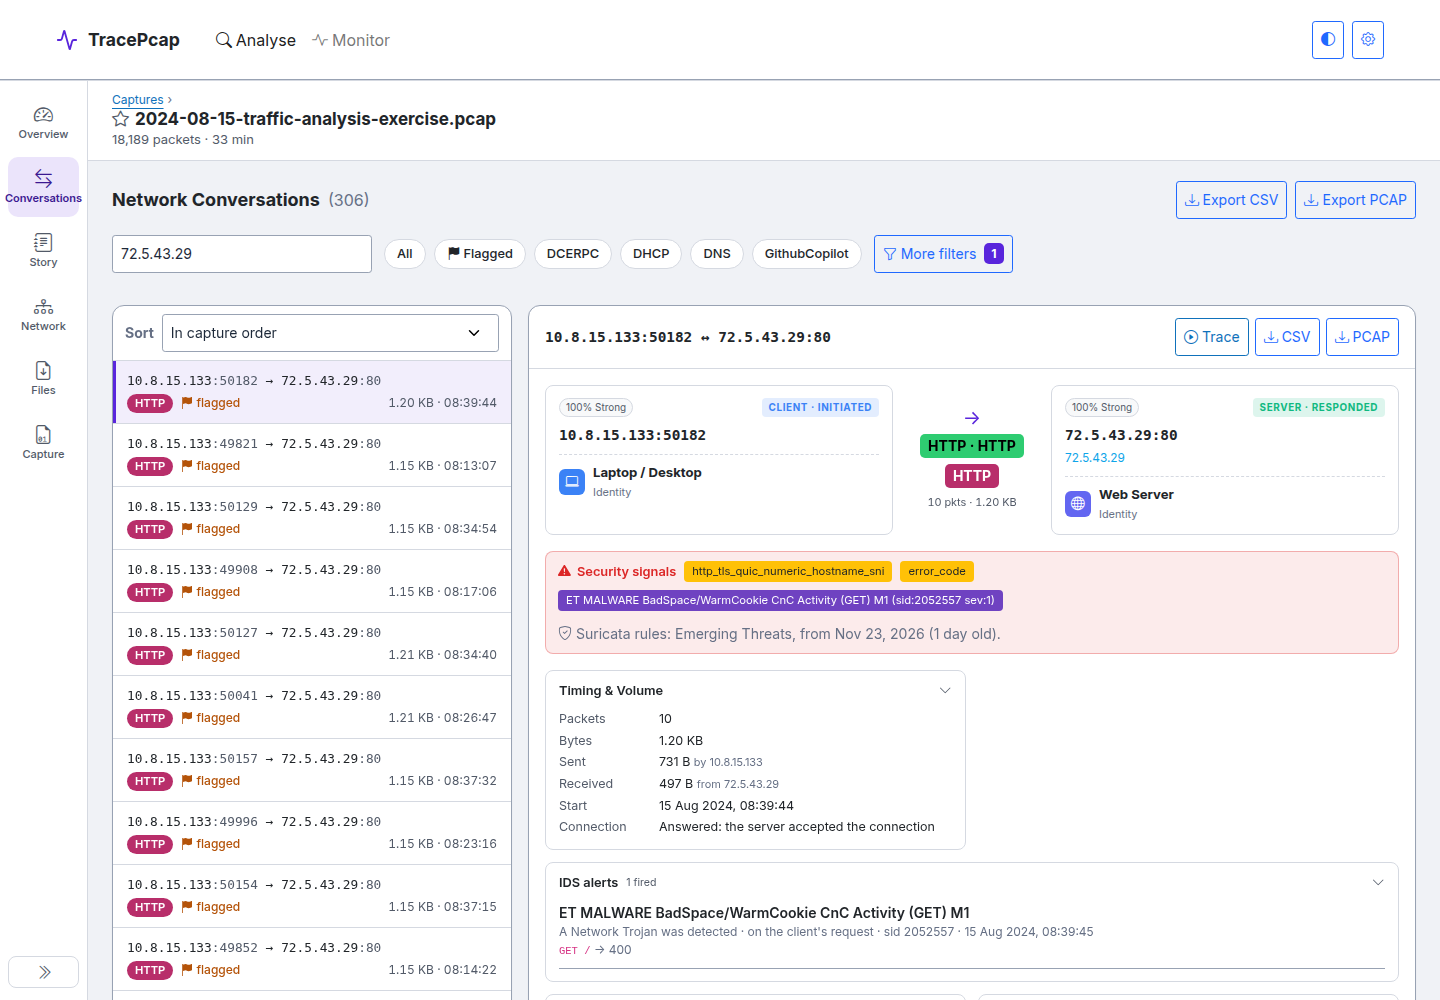 TracePcap Analyse Monitor
Captures ›
2024-08-15-traffic-analysis-exercise.pcap
18,189 packets · 33 min
Overview
Conversations
Story
Network
Files
Capture
Network Conversations (306)
Export CSV Export PCAP
72.5.43.29 All Flagged DCERPC DHCP DNS GithubCopilot More filters 1
Sort In capture order
10.8.15.133:50182 → 72.5.43.29:80
HTTP flagged 1.20 KB · 08:39:44
10.8.15.133:49821 → 72.5.43.29:80
HTTP flagged 1.15 KB · 08:13:07
10.8.15.133:50129 → 72.5.43.29:80
HTTP flagged 1.15 KB · 08:34:54
10.8.15.133:49908 → 72.5.43.29:80
HTTP flagged 1.15 KB · 08:17:06
10.8.15.133:50127 → 72.5.43.29:80
HTTP flagged 1.21 KB · 08:34:40
10.8.15.133:50041 → 72.5.43.29:80
HTTP flagged 1.21 KB · 08:26:47
10.8.15.133:50157 → 72.5.43.29:80
HTTP flagged 1.15 KB · 08:37:32
10.8.15.133:49996 → 72.5.43.29:80
HTTP flagged 1.15 KB · 08:23:16
10.8.15.133:50154 → 72.5.43.29:80
HTTP flagged 1.15 KB · 08:37:15
10.8.15.133:49852 → 72.5.43.29:80
HTTP flagged 1.15 KB · 08:14:22
10.8.15.133:50182 ↔ 72.5.43.29:80
Trace CSV PCAP
100% Strong CLIENT · INITIATED
10.8.15.133:50182
Laptop / Desktop
Identity
→
HTTP · HTTP
HTTP
10 pkts · 1.20 KB
100% Strong SERVER · RESPONDED
72.5.43.29:80
72.5.43.29
Web Server
Identity
Security signals http_tls_quic_numeric_hostname_sni error_code
ET MALWARE BadSpace/WarmCookie CnC Activity (GET) M1 (sid:2052557 sev:1)
Suricata rules: Emerging Threats, from Nov 23, 2026 (1 day old).
Timing & Volume
Packets 10
Bytes 1.20 KB
Sent 731 B by 10.8.15.133
Received 497 B from 72.5.43.29
Start 15 Aug 2024, 08:39:44
Connection Answered: the server accepted the connection
IDS alerts 1 fired
ET MALWARE BadSpace/WarmCookie CnC Activity (GET) M1
A Network Trojan was detected · on the client's request · sid 2052557 · 15 Aug 2024, 08:39:45
GET / → 400